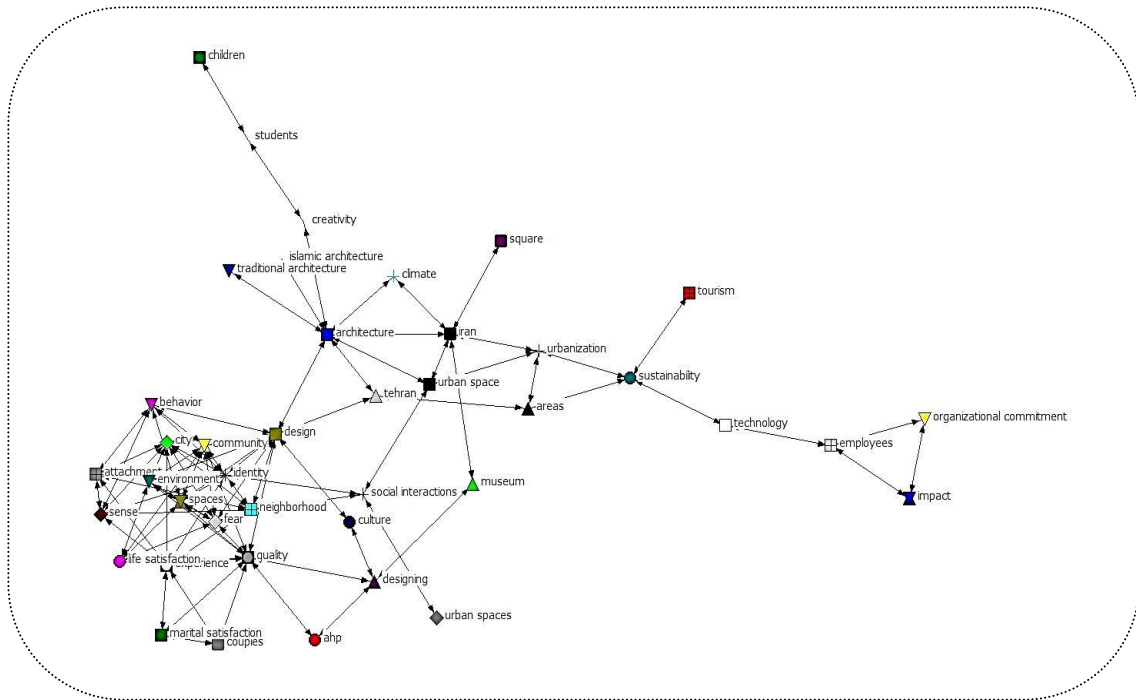 children
students
creativity
square
islamic architecture
traditional architecture
climate
tourism
architecture
iran
urbanization
sustainability
urban space
tehran
areas
behavior
organizational commitment
technology
design
city
community
employees
attachment
environment
identity
museum
social interactions
impact
spaces
neighborhood
sense
fear
culture
life satisfaction
experience
quality
designing
urban spaces
marital satisfaction
ahp
coupies